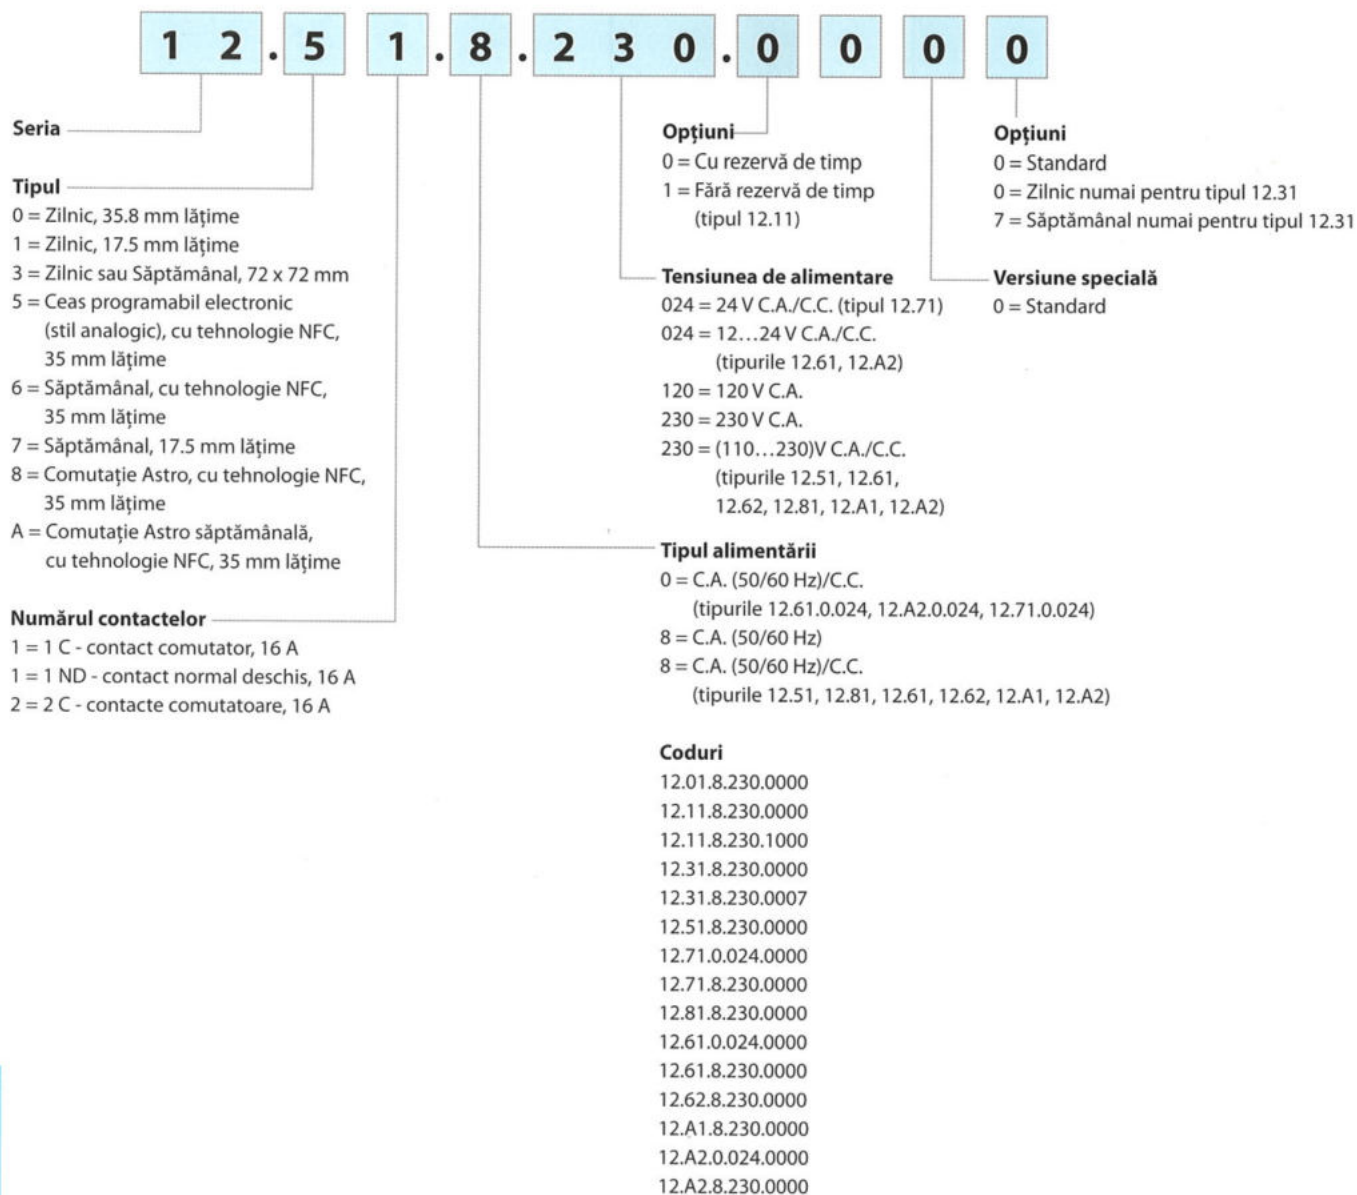 12.51.8.230.0000
Seria
Tipul
0 = Zilnic, 35.8 mm lățime
1 = Zilnic, 17.5 mm lățime
3 = Zilnic sau Săptămânal, 72 x 72 mm
5 = Ceas programabil electronic
(stil analogic), cu tehnologie NFC,
35 mm lățime
6 = Săptămânal, cu tehnologie NFC,
35 mm lățime
7 = Săptămânal, 17.5 mm lățime
8 = Comutație Astro, cu tehnologie NFC,
35 mm lățime
A = Comutație Astro săptămânală,
cu tehnologie NFC, 35 mm lățime
Numărul contactelor
1 = 1 C - contact comutator, 16 A
1 = 1 ND - contact normal deschis, 16 A
2 = 2 C - contacte comutatoare, 16 A
Opțiuni
0 = Cu rezervă de timp
1 = Fără rezervă de timp
(tipul 12.11)
Tensiunea de alimentare
024 = 24 V C.A./C.C. (tipul 12.71)
024 = 12...24 V C.A./C.C.
(tipurile 12.61, 12.A2)
120 = 120 V C.A.
230 = 230 V C.A.
230 = (110...230)V C.A./C.C.
(tipurile 12.51, 12.61,
12.62, 12.81, 12.A1, 12.A2)
Tipul alimentării
0 = C.A. (50/60 Hz)/C.C.
(tipurile 12.61.0.024, 12.A2.0.024, 12.71.0.024)
8 = C.A. (50/60 Hz)
8 = C.A. (50/60 Hz)/C.C.
(tipurile 12.51, 12.81, 12.61, 12.62, 12.A1, 12.A2)
Coduri
12.01.8.230.0000
12.11.8.230.0000
12.11.8.230.1000
12.31.8.230.0000
12.31.8.230.0007
12.51.8.230.0000
12.71.0.024.0000
12.71.8.230.0000
12.81.8.230.0000
12.61.0.024.0000
12.61.8.230.0000
12.62.8.230.0000
12.A1.8.230.0000
12.A2.0.024.0000
12.A2.8.230.0000
Opțiuni
0 = Standard
0 = Zilnic numai pentru tipul 12.31
7 = Săptămânal numai pentru tipul 12.31
Versiune specială
0 = Standard